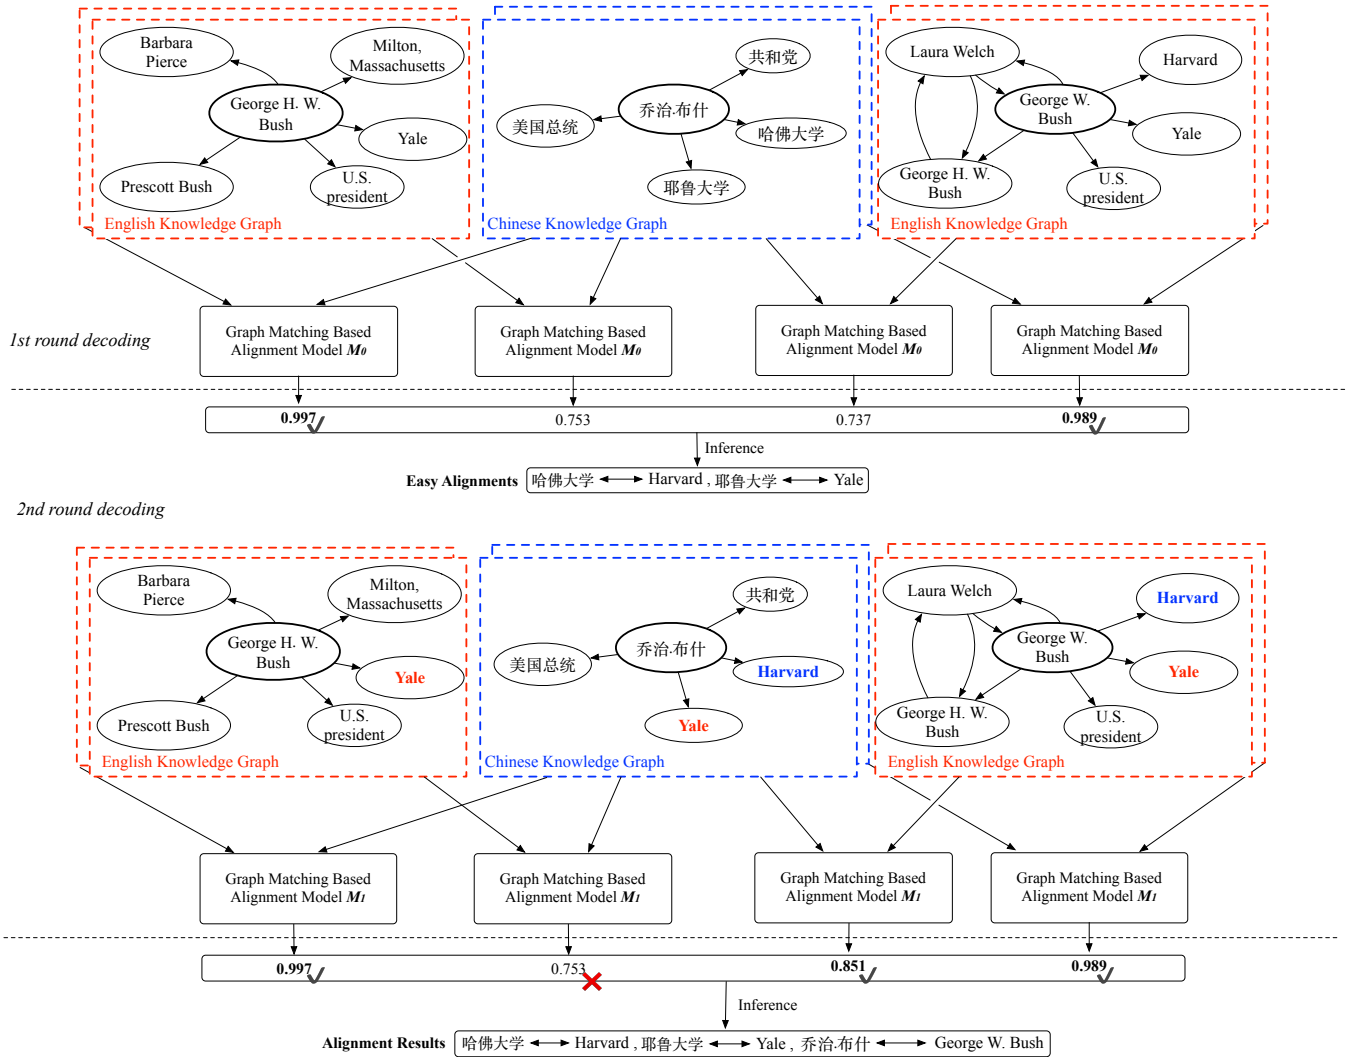 Barbara
Pierce
Milton,
Massachusetts
George H. W.
Bush
Yale
Prescott Bush
U.S.
president
English Knowledge Graph
共和党
乔治.布什
美国总统
哈佛大学
耶鲁大学
Chinese Knowledge Graph
Laura Welch
Harvard
George W.
Bush
Yale
George H. W.
Bush
U.S.
president
English Knowledge Graph
1st round decoding
Graph Matching Based
Alignment Model M0
Graph Matching Based
Alignment Model M0
Graph Matching Based
Alignment Model M0
Graph Matching Based
Alignment Model M0
0.997 0.753 0.737 0.989
Inference
Easy Alignments 哈佛大学 Harvard , 耶鲁大学 Yale
2nd round decoding
Barbara
Pierce
Milton,
Massachusetts
George H. W.
Bush
Yale
Prescott Bush
U.S.
president
English Knowledge Graph
共和党
乔治.布什
美国总统
Harvard
Yale
Chinese Knowledge Graph
Laura Welch
Harvard
George W.
Bush
Yale
George H. W.
Bush
U.S.
president
English Knowledge Graph
Graph Matching Based
Alignment Model M1
Graph Matching Based
Alignment Model M1
Graph Matching Based
Alignment Model M1
Graph Matching Based
Alignment Model M1
0.997 0.753 0.851 0.989
Inference
Alignment Results 哈佛大学 Harvard , 耶鲁大学 Yale , 乔治.布什 George W. Bush